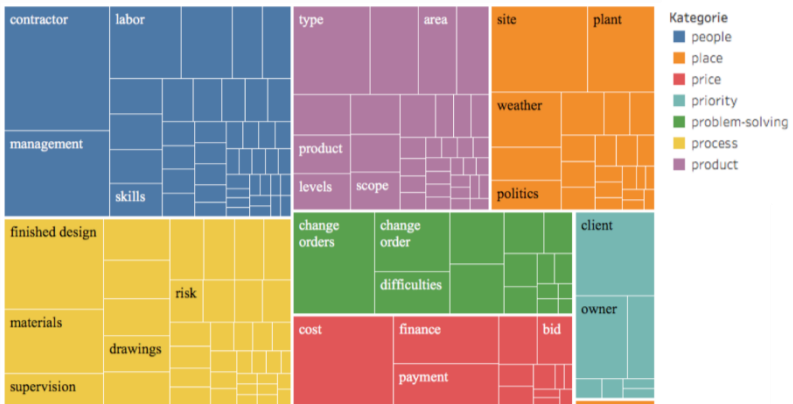 contractor
labor
management
skills
type
area
product
levels
scope
site
plant
weather
politics
finished design
materials
supervision
risk
drawings
change
orders
change
order
difficulties
cost
finance
bid
payment
client
owner
Kategorie
people
place
price
priority
problem-solving
process
product